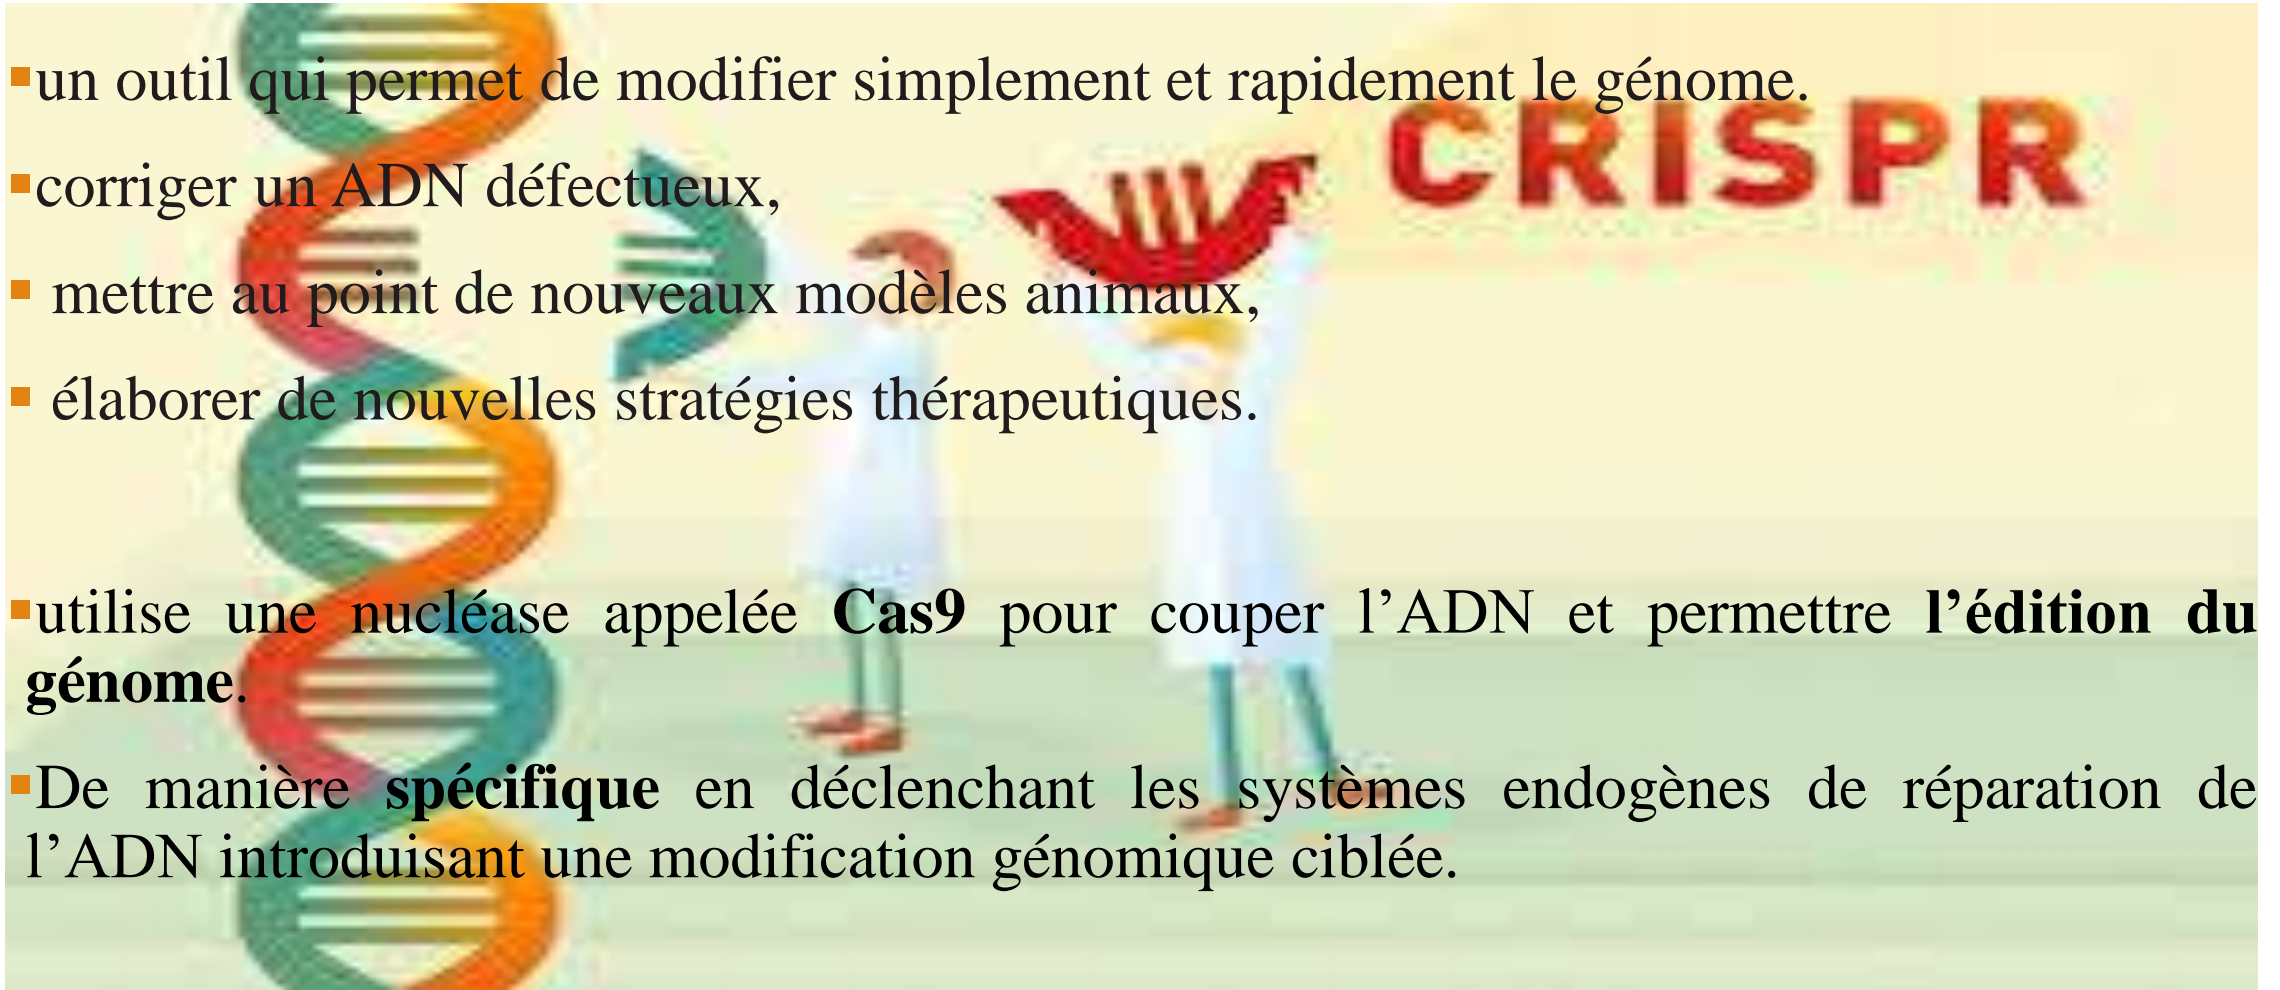 ▪un outil qui permet de modifier simplement et rapidement le génome.
CRISPR
▪corriger un ADN défectueux,
▪ mettre au point de nouveaux modèles animaux,
▪ élaborer de nouvelles stratégies thérapeutiques.
▪utilise une nucléase appelée Cas9 pour couper l’ADN et permettre l’édition du
génome.
▪De manière spécifique en déclenchant les systèmes endogènes de réparation de
l’ADN introduisant une modification génomique ciblée.